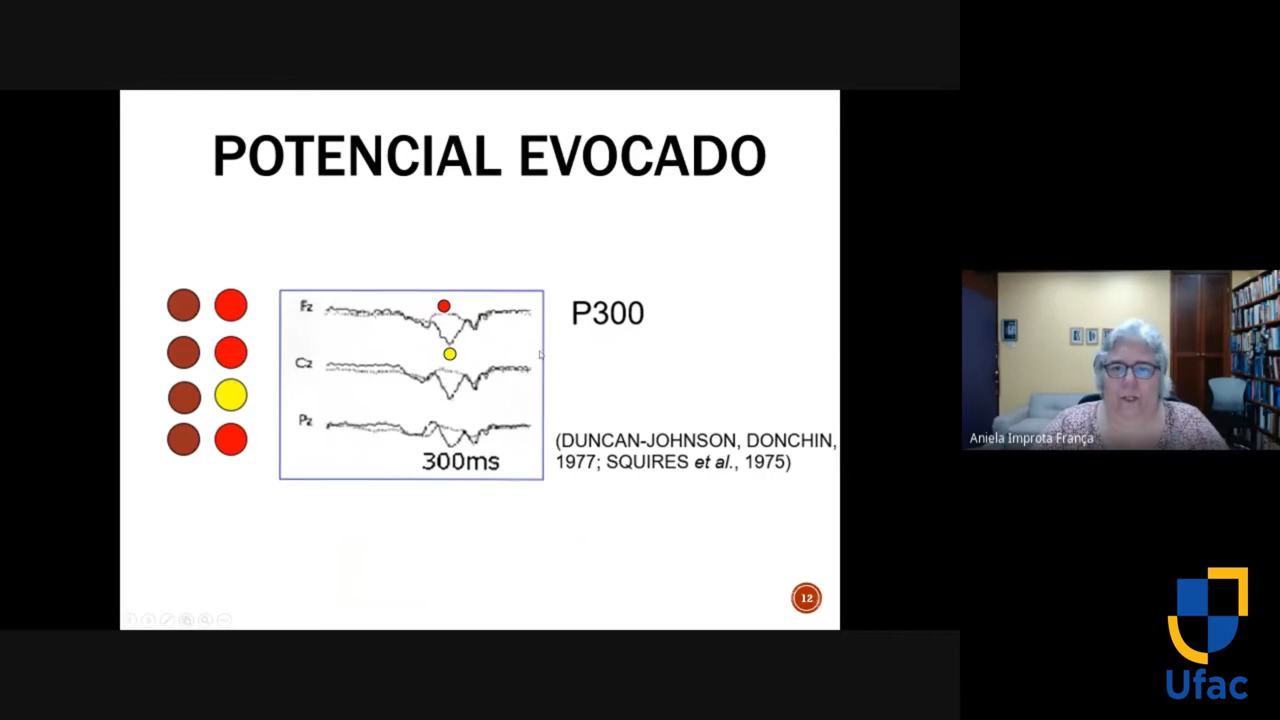 POTENCIAL EVOCADO
Fz
Cz
Pz
300ms
P300
(DUNCAN-JOHNSON, DONCHIN,
1977; SQUIRES et al., 1975)
12
Aniela Improta França
Ufac